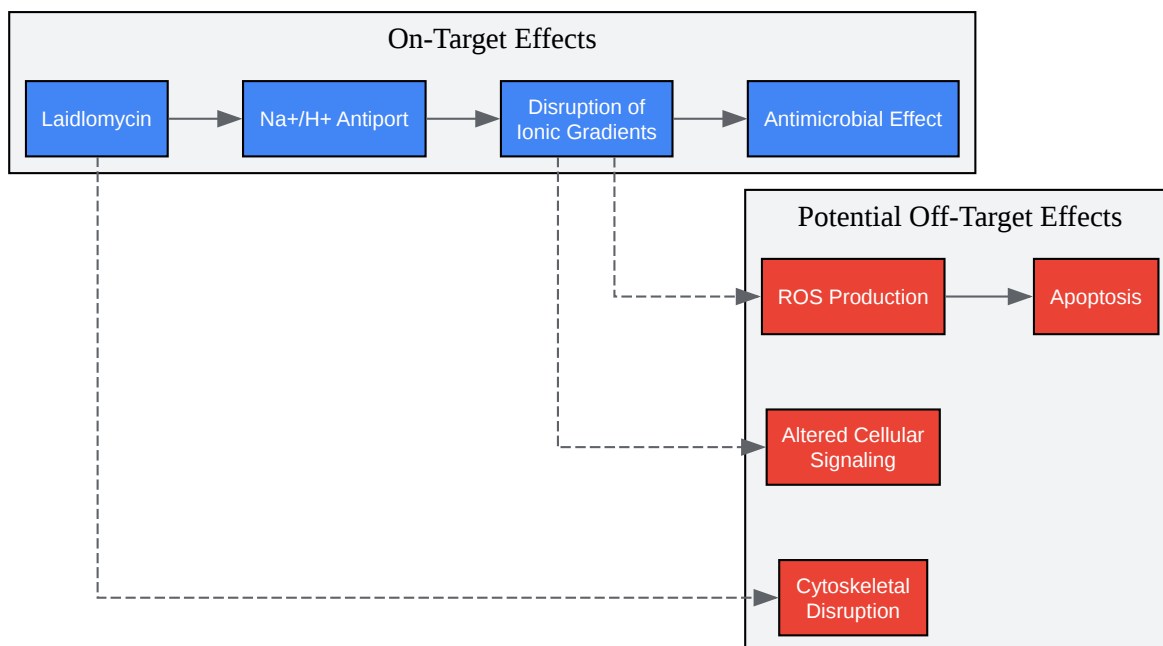 On-Target Effects
Laidlomycin
Na+/H+ Antiport
Disruption of
Ionic Gradients
Antimicrobial Effect
Potential Off-Target Effects
ROS Production
Apoptosis
Altered Cellular
Signaling
Cytoskeletal
Disruption